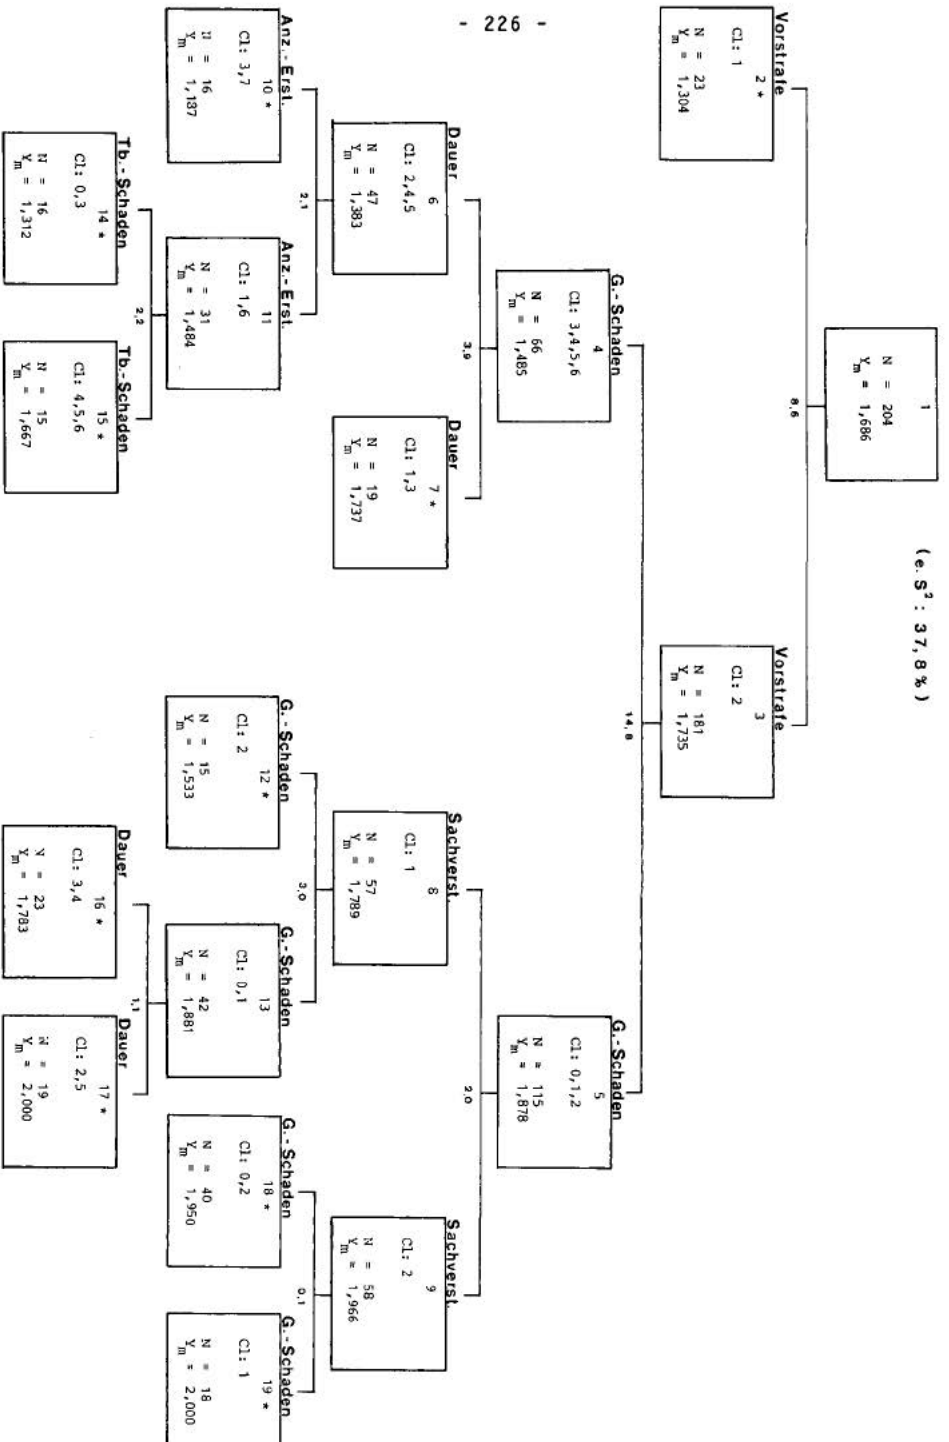 - 226 -
(e. S²: 37,8 %)
1
N = 204
Ym = 1,686
8,6
Vorstrafe
2 *
Cl: 1
N = 23
Ym = 1,304
Vorstrafe
3
Cl: 2
N = 181
Ym = 1,735
14,8
G.-Schaden
4
Cl: 3,4,5,6
N = 66
Ym = 1,485
3,9
G.-Schaden
5
Cl: 0,1,2
N = 115
Ym = 1,878
2,0
Dauer
6
Cl: 2,4,5
N = 47
Ym = 1,383
2,1
Dauer
7 *
Cl: 1,3
N = 19
Ym = 1,737
Sachverst.
8
Cl: 1
N = 57
Ym = 1,789
3,0
Sachverst.
9
Cl: 2
N = 58
Ym = 1,966
0,1
Anz.-Erst.
10 *
Cl: 3,7
N = 16
Ym = 1,187
Anz.-Erst.
11
Cl: 1,6
N = 31
Ym = 1,484
2,2
G.-Schaden
12 *
Cl: 2
N = 15
Ym = 1,533
G.-Schaden
13
Cl: 0,1
N = 42
Ym = 1,881
1,1
G.-Schaden
18 *
Cl: 0,2
N = 40
Ym = 1,950
G.-Schaden
19 *
Cl: 1
N = 18
Ym = 2,000
Tb.-Schaden
14 *
Cl: 0,3
N = 16
Ym = 1,312
Tb.-Schaden
15 *
Cl: 4,5,6
N = 15
Ym = 1,667
Dauer
16 *
Cl: 3,4
N = 23
Ym = 1,783
Dauer
17 *
Cl: 2,5
N = 19
Ym = 2,000